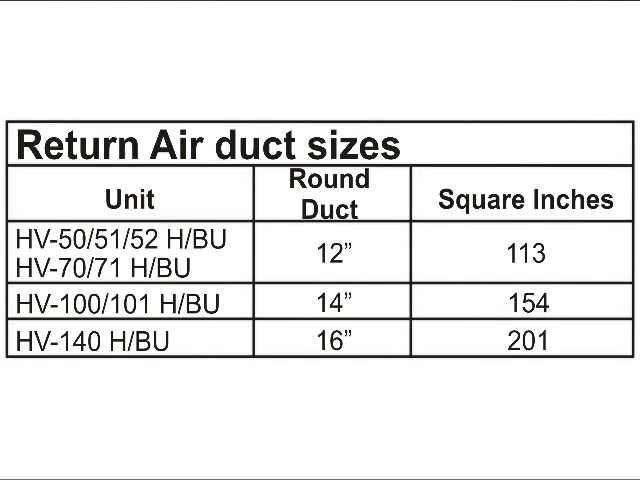 Return Air duct sizes
Unit
Round
Duct
Square Inches
HV-50/51/52 H/BU
HV-70/71 H/BU
12”
113
HV-100/101 H/BU
14”
154
HV-140 H/BU
16”
201